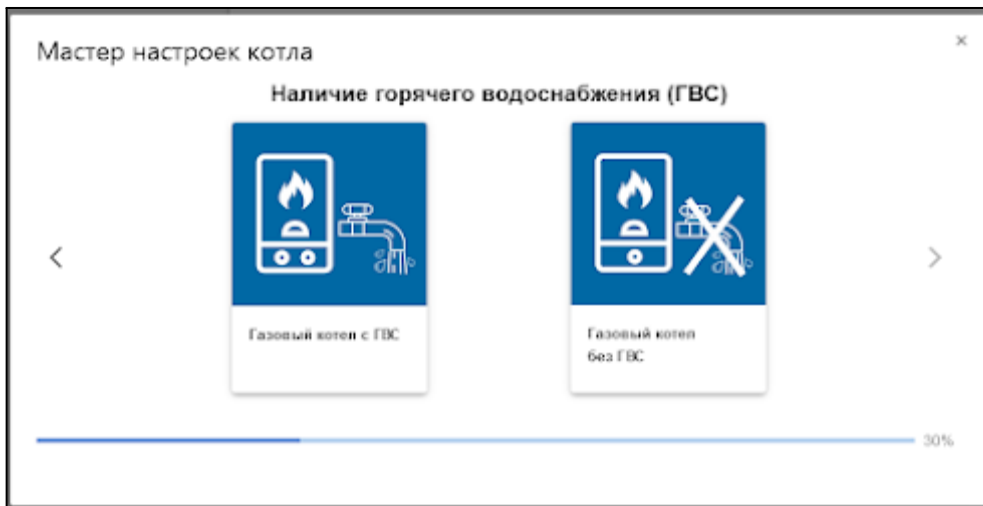 Мастер настроек котла
×
Наличие горячего водоснабжения (ГВС)
Газовый котел с ГВС
Газовый котел
без ГВС
30%